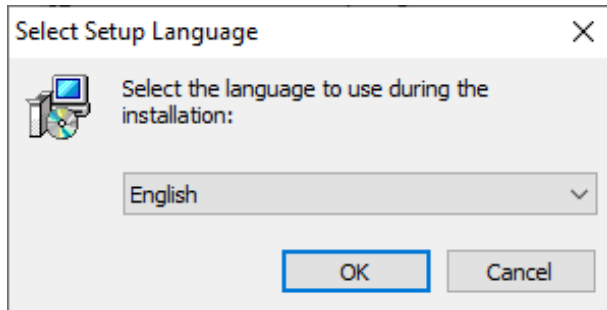 Select Setup Language
Select the language to use during the
installation:
English
OK
Cancel